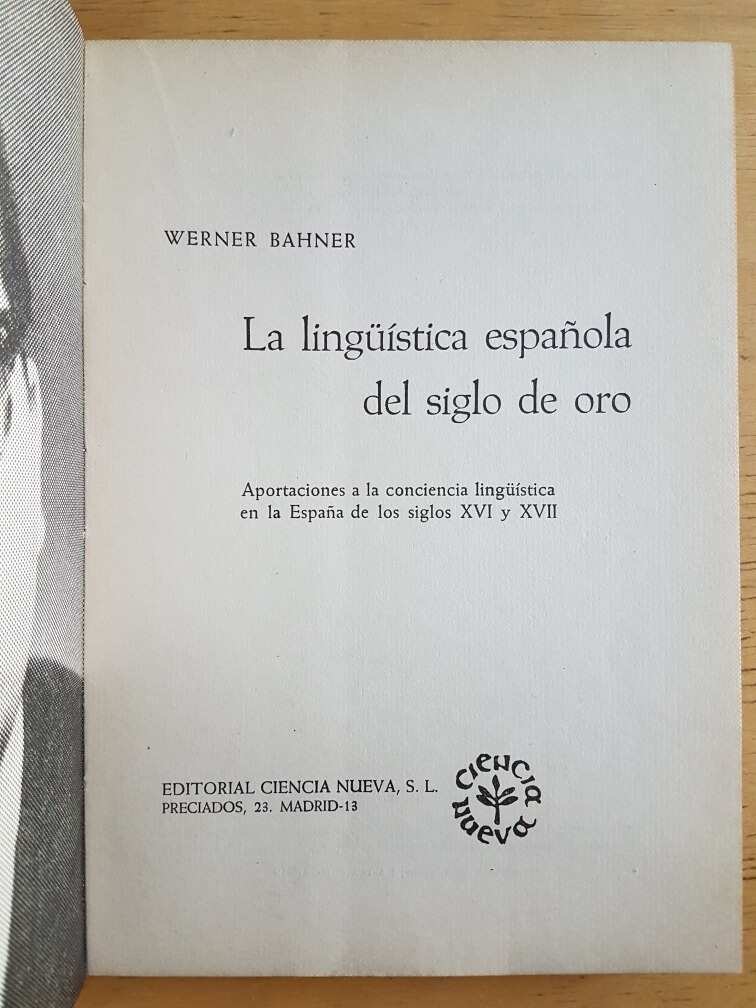 WERNER BAHNER
La lingüística española
del siglo de oro
Aportaciones a la conciencia lingüística
en la España de los siglos XVI y XVII
EDITORIAL CIENCIA NUEVA, S. L.
PRECIADOS, 23. MADRID-13
CIENCIA
NUEVA